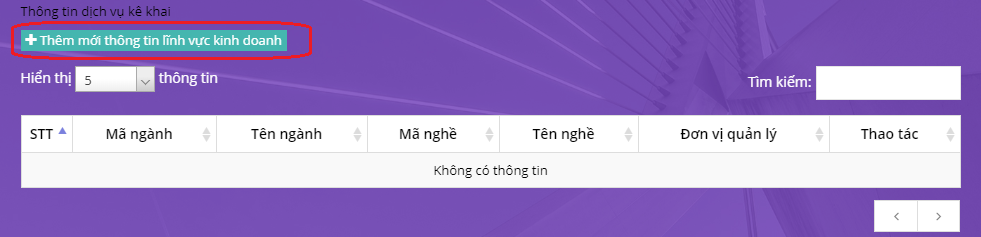 Thông tin dịch vụ kê khai
+ Thêm mới thông tin lĩnh vực kinh doanh
Hiển thị 5 thông tin Tìm kiếm:
STT Mã ngành Tên ngành Mã nghề Tên nghề Đơn vị quản lý Thao tác
Không có thông tin